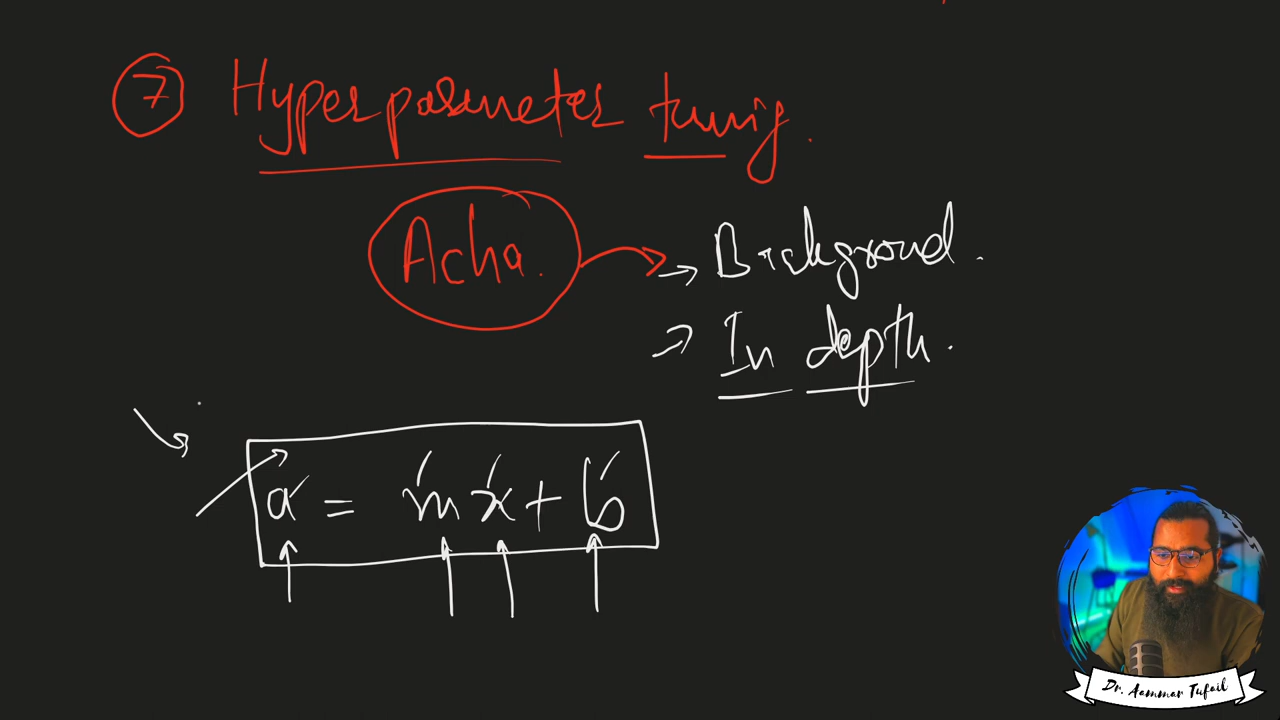 7 Hyperparameter tuning.
Acha. → → Background.
→ In depth.
a = mx + b
Dr. Aammar Tufail